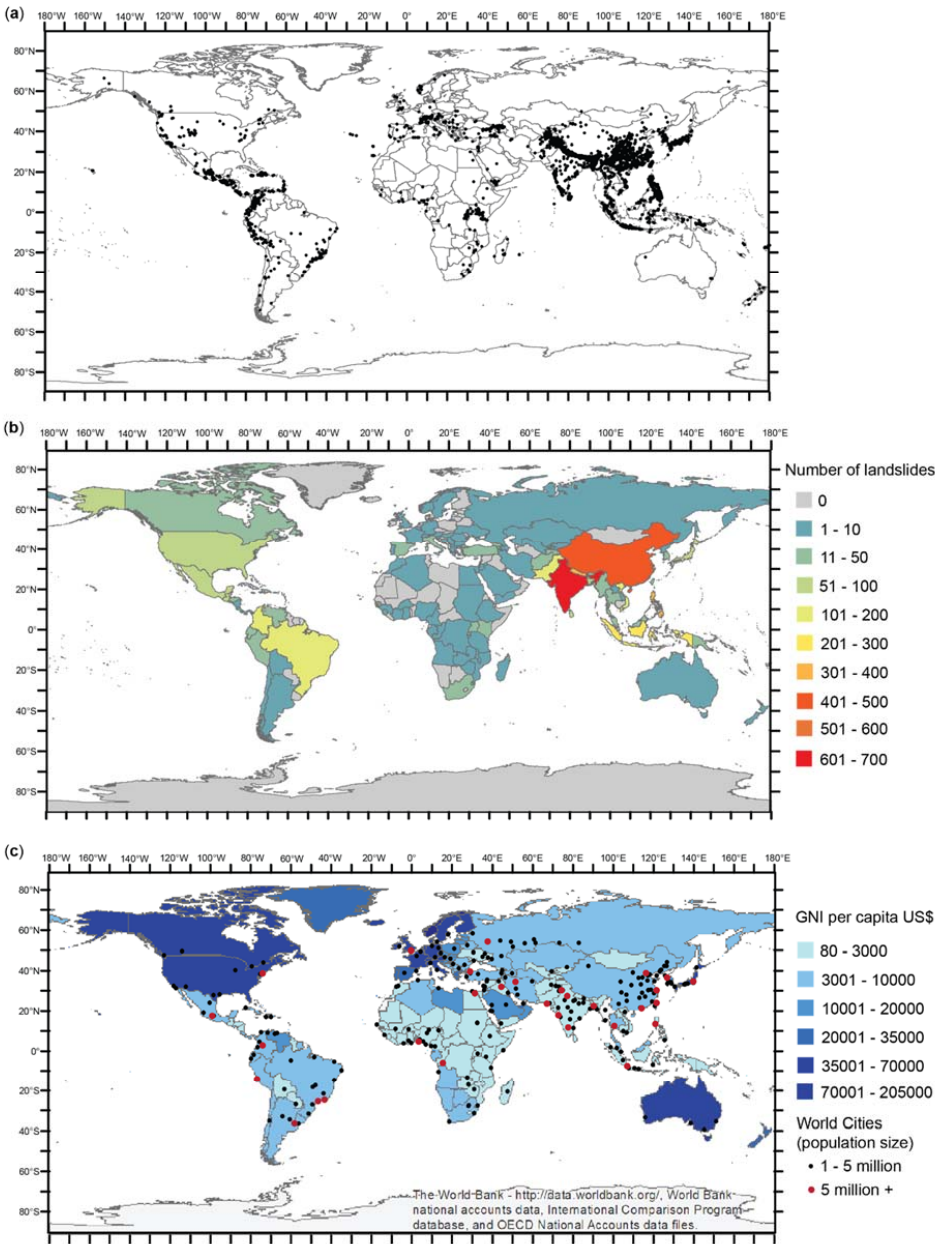 (a)
180°W 160°W 140°W 120°W 100°W 80°W 60°W 40°W 20°W 0° 20°E 40°E 60°E 80°E 100°E 120°E 140°E 160°E 180°E
80°N
60°N
40°N
20°N
0°
20°S
40°S
60°S
80°S
(b)
180°W 160°W 140°W 120°W 100°W 80°W 60°W 40°W 20°W 0° 20°E 40°E 60°E 80°E 100°E 120°E 140°E 160°E 180°E
80°N
60°N
40°N
20°N
0°
20°S
40°S
60°S
80°S
Number of landslides
0
1 - 10
11 - 50
51 - 100
101 - 200
201 - 300
301 - 400
401 - 500
501 - 600
601 - 700
(c)
180°W 160°W 140°W 120°W 100°W 80°W 60°W 40°W 20°W 0° 20°E 40°E 60°E 80°E 100°E 120°E 140°E 160°E 180°E
80°N
60°N
40°N
20°N
0°
20°S
40°S
60°S
80°S
GNI per capita US$
80 - 3000
3001 - 10000
10001 - 20000
20001 - 35000
35001 - 70000
70001 - 205000
World Cities
(population size)
1 - 5 million
5 million +
The World Bank - http://data.worldbank.org/, World Bank
national accounts data, International Comparison Program
database, and OECD National Accounts data files.